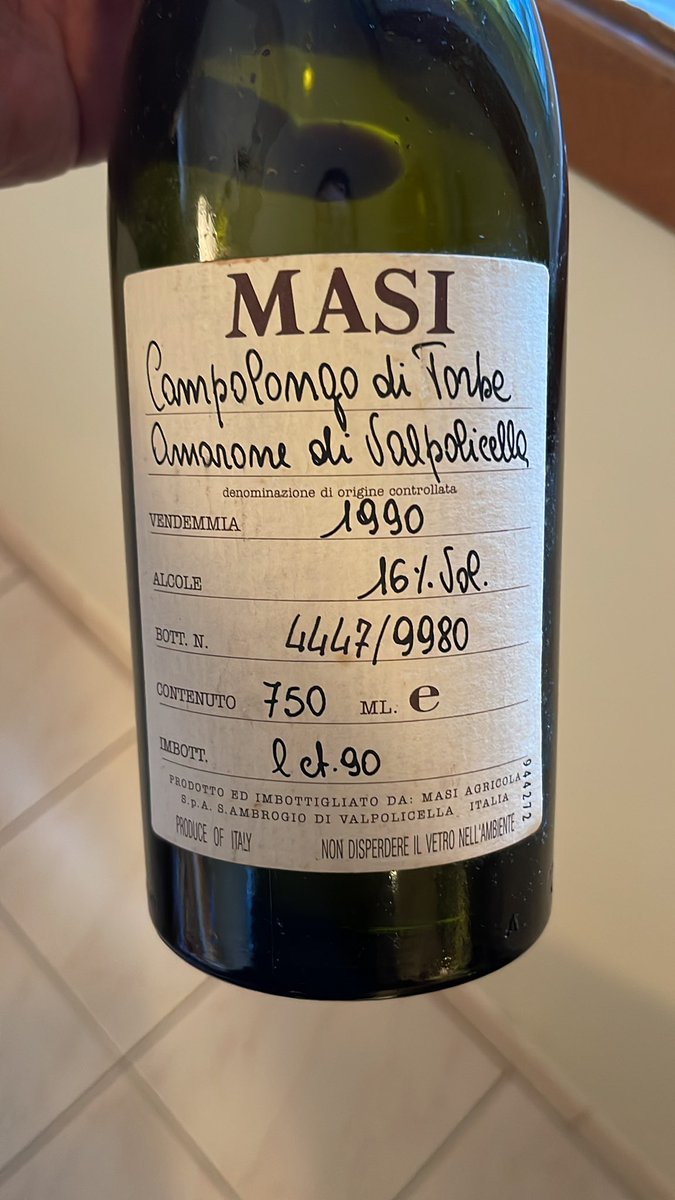 MASI
Campolongo di Torbe
Amarone di Valpolicella
denominazione di origine controllata
VENDEMMIA 1990
ALCOLE 16% Vol.
BOTT. N. 4447/9980
CONTENUTO 750 ML. e
IMBOTT. l ct.90
PRODOTTO ED IMBOTTIGLIATO DA: MASI AGRICOLA
S.p.A. S.AMBROGIO DI VALPOLICELLA ITALIA
PRODUCE OF ITALY NON DISPERDERE IL VETRO NELL'AMBIENTE
944272